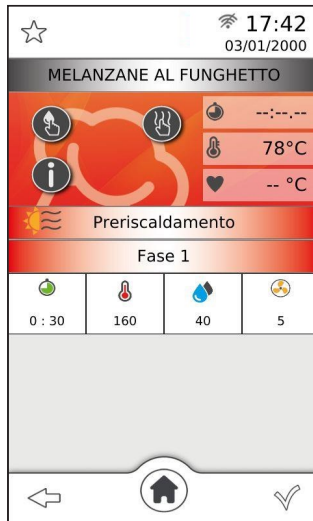 17:42
03/01/2000
MELANZANE AL FUNGHETTO
--:--.--
78°C
-- °C
Preriscaldamento
Fase 1
0 : 30 160 40 5